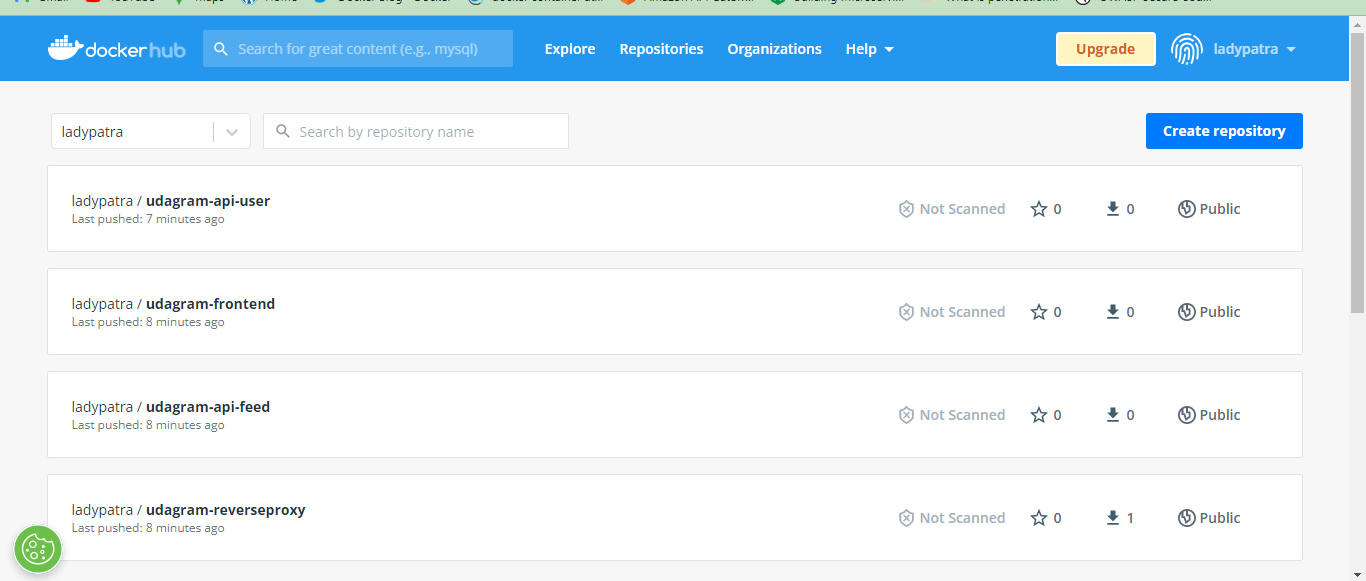 dockerhub
Search for great content (e.g., mysql)
Explore
Repositories
Organizations
Help
Upgrade
ladypatra
ladypatra
Search by repository name
Create repository
ladypatra / udagram-api-user
Last pushed: 7 minutes ago
Not Scanned
0
0
Public
ladypatra / udagram-frontend
Last pushed: 8 minutes ago
Not Scanned
0
0
Public
ladypatra / udagram-api-feed
Last pushed: 8 minutes ago
Not Scanned
0
0
Public
ladypatra / udagram-reverseproxy
Last pushed: 8 minutes ago
Not Scanned
0
1
Public